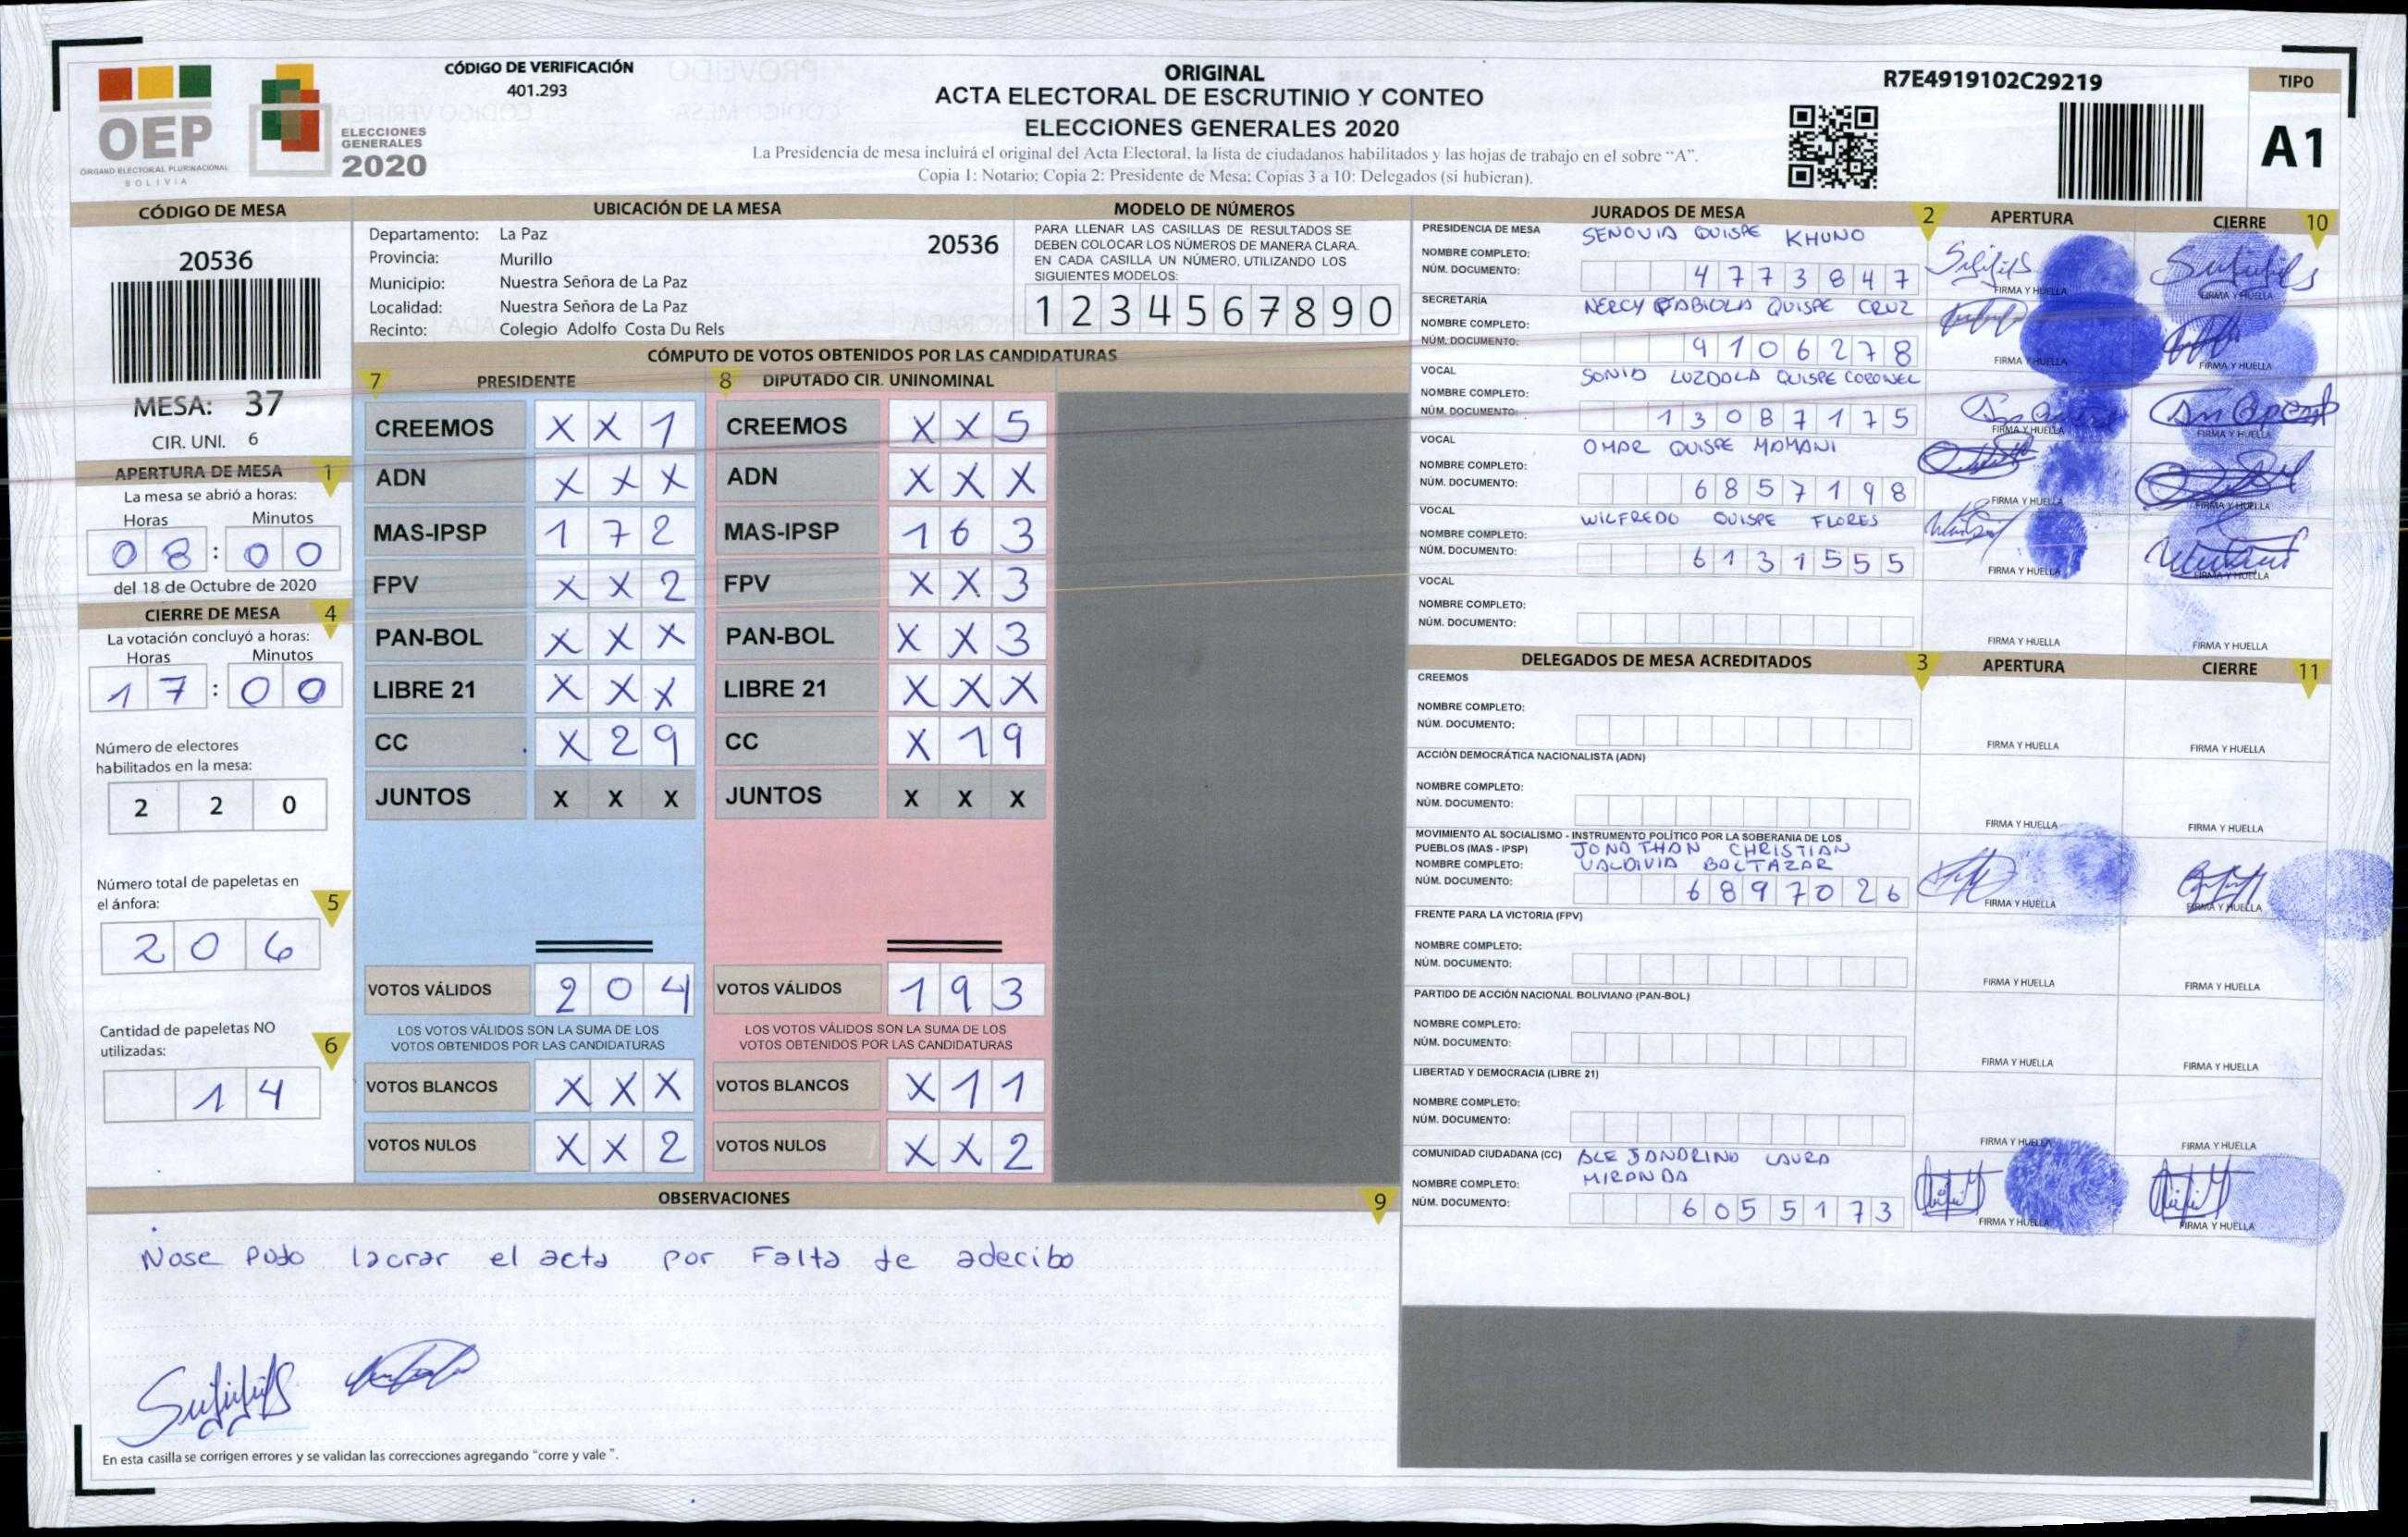 OEP
ÓRGANO ELECTORAL PLURINACIONAL
BOLIVIA
ELECCIONES
GENERALES
2020
CÓDIGO DE VERIFICACIÓN
401.293
ORIGINAL
ACTA ELECTORAL DE ESCRUTINIO Y CONTEO
ELECCIONES GENERALES 2020
La Presidencia de mesa incluirá el original del Acta Electoral, la lista de ciudadanos habilitados y las hojas de trabajo en el sobre "A".
Copia 1: Notario; Copia 2: Presidente de Mesa; Copias 3 a 10: Delegados (si hubieran).
R7E4919102C29219
TIPO
A1
CÓDIGO DE MESA
20536
MESA: 37
CIR. UNI. 6
APERTURA DE MESA 1
La mesa se abrió a horas:
Horas Minutos
08:00
del 18 de Octubre de 2020
CIERRE DE MESA 4
La votación concluyó a horas:
Horas Minutos
17:00
Número de electores
habilitados en la mesa:
220
Número total de papeletas en
el ánfora: 5
206
Cantidad de papeletas NO
utilizadas: 6
14
UBICACIÓN DE LA MESA
Departamento: La Paz 20536
Provincia: Murillo
Municipio: Nuestra Señora de La Paz
Localidad: Nuestra Señora de La Paz
Recinto: Colegio Adolfo Costa Du Rels
MODELO DE NÚMEROS
PARA LLENAR LAS CASILLAS DE RESULTADOS SE
DEBEN COLOCAR LOS NÚMEROS DE MANERA CLARA.
EN CADA CASILLA UN NÚMERO, UTILIZANDO LOS
SIGUIENTES MODELOS:
1 2 3 4 5 6 7 8 9 0
CÓMPUTO DE VOTOS OBTENIDOS POR LAS CANDIDATURAS
7 PRESIDENTE 8 DIPUTADO CIR. UNINOMINAL
CREEMOS X X 1 CREEMOS X X 5
ADN X X X ADN X X X
MAS-IPSP 1 7 2 MAS-IPSP 1 6 3
FPV X X 2 FPV X X 3
PAN-BOL X X X PAN-BOL X X 3
LIBRE 21 X X X LIBRE 21 X X X
CC X 2 9 CC X 1 9
JUNTOS X X X JUNTOS X X X
VOTOS VÁLIDOS 2 0 4 VOTOS VÁLIDOS 1 9 3
LOS VOTOS VÁLIDOS SON LA SUMA DE LOS LOS VOTOS VÁLIDOS SON LA SUMA DE LOS
VOTOS OBTENIDOS POR LAS CANDIDATURAS VOTOS OBTENIDOS POR LAS CANDIDATURAS
VOTOS BLANCOS X X X VOTOS BLANCOS X 1 1
VOTOS NULOS X X 2 VOTOS NULOS X X 2
OBSERVACIONES 9
Nose pudo lacrar el acta por Falta de adecibo
En esta casilla se corrigen errores y se validan las correcciones agregando "corre y vale".
JURADOS DE MESA 2 APERTURA CIERRE 10
PRESIDENCIA DE MESA SENOVIA QUISPE KHUNO
NOMBRE COMPLETO:
NÚM. DOCUMENTO: 4773847
FIRMA Y HUELLA FIRMA Y HUELLA
SECRETARÍA NERCY FABIOLA QUISPE CRUZ
NOMBRE COMPLETO:
NÚM. DOCUMENTO: 9106278
FIRMA Y HUELLA FIRMA Y HUELLA
VOCAL SONIA LUZDALA QUISPE CORONEL
NOMBRE COMPLETO:
NÚM. DOCUMENTO: 13087175
FIRMA Y HUELLA FIRMA Y HUELLA
VOCAL OMAR QUISPE MAMANI
NOMBRE COMPLETO:
NÚM. DOCUMENTO: 6857198
FIRMA Y HUELLA FIRMA Y HUELLA
VOCAL WILFREDO QUISPE FLORES
NOMBRE COMPLETO:
NÚM. DOCUMENTO: 6131555
FIRMA Y HUELLA FIRMA Y HUELLA
VOCAL
NOMBRE COMPLETO:
NÚM. DOCUMENTO:
FIRMA Y HUELLA FIRMA Y HUELLA
DELEGADOS DE MESA ACREDITADOS 3 APERTURA CIERRE 11
CREEMOS
NOMBRE COMPLETO:
NÚM. DOCUMENTO:
FIRMA Y HUELLA FIRMA Y HUELLA
ACCIÓN DEMOCRÁTICA NACIONALISTA (ADN)
NOMBRE COMPLETO:
NÚM. DOCUMENTO:
FIRMA Y HUELLA FIRMA Y HUELLA
MOVIMIENTO AL SOCIALISMO - INSTRUMENTO POLÍTICO POR LA SOBERANIA DE LOS
PUEBLOS (MAS - IPSP) JONATHAN CHRISTIAN
NOMBRE COMPLETO: VALDIVIA BALTAZAR
NÚM. DOCUMENTO: 6897026
FIRMA Y HUELLA FIRMA Y HUELLA
FRENTE PARA LA VICTORIA (FPV)
NOMBRE COMPLETO:
NÚM. DOCUMENTO:
FIRMA Y HUELLA FIRMA Y HUELLA
PARTIDO DE ACCIÓN NACIONAL BOLIVIANO (PAN-BOL)
NOMBRE COMPLETO:
NÚM. DOCUMENTO:
FIRMA Y HUELLA FIRMA Y HUELLA
LIBERTAD Y DEMOCRACIA (LIBRE 21)
NOMBRE COMPLETO:
NÚM. DOCUMENTO:
FIRMA Y HUELLA FIRMA Y HUELLA
COMUNIDAD CIUDADANA (CC) ALEJANDRINO LAURA
NOMBRE COMPLETO: MIRANDA
NÚM. DOCUMENTO: 6055173
FIRMA Y HUELLA FIRMA Y HUELLA